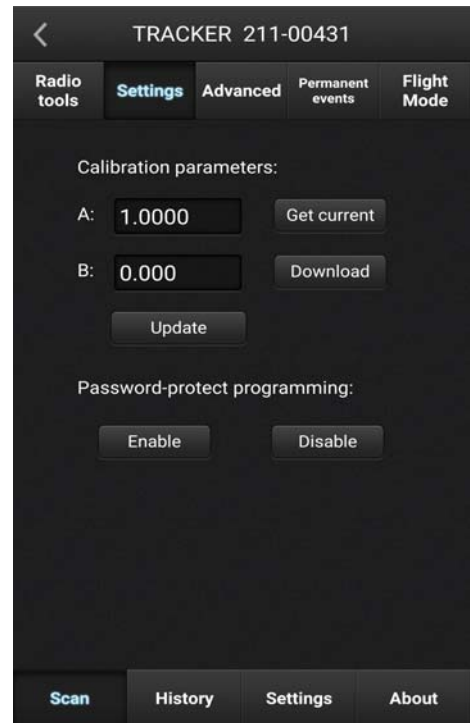 TRACKER 211-00431
Radio tools
Settings
Advanced
Permanent events
Flight Mode
Calibration parameters:
A: 1.0000 Get current
B: 0.000 Download
Update
Password-protect programming:
Enable Disable
Scan History Settings About